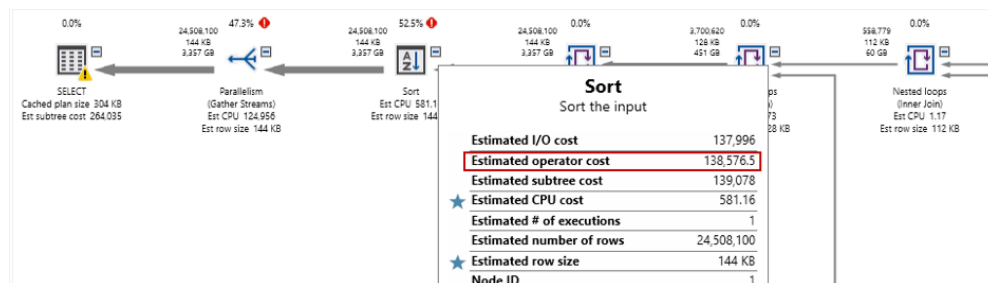 0.0%
47.3%
52.5%
0.0%
0.0%
0.0%
24,508,100
144 KB
3,357 GB
24,508,100
144 KB
3,357 GB
24,508,100
144 KB
3,357 GB
3,700,620
128 KB
451 GB
558,779
112 KB
60 GB
SELECT
Cached plan size 304 KB
Est subtree cost 264,035
Parallelism
(Gather Streams)
Est CPU 124,956
Est row size 144 KB
Sort
Est CPU 581.1
Est row size 144
Nested loops
(Inner Join)
Est CPU 1.17
Est row size 112 KB
Sort
Sort the input
Estimated I/O cost 137,996
Estimated operator cost 138,576.5
Estimated subtree cost 139,078
Estimated CPU cost 581.16
Estimated # of executions 1
Estimated number of rows 24,508,100
Estimated row size 144 KB
Node ID 1